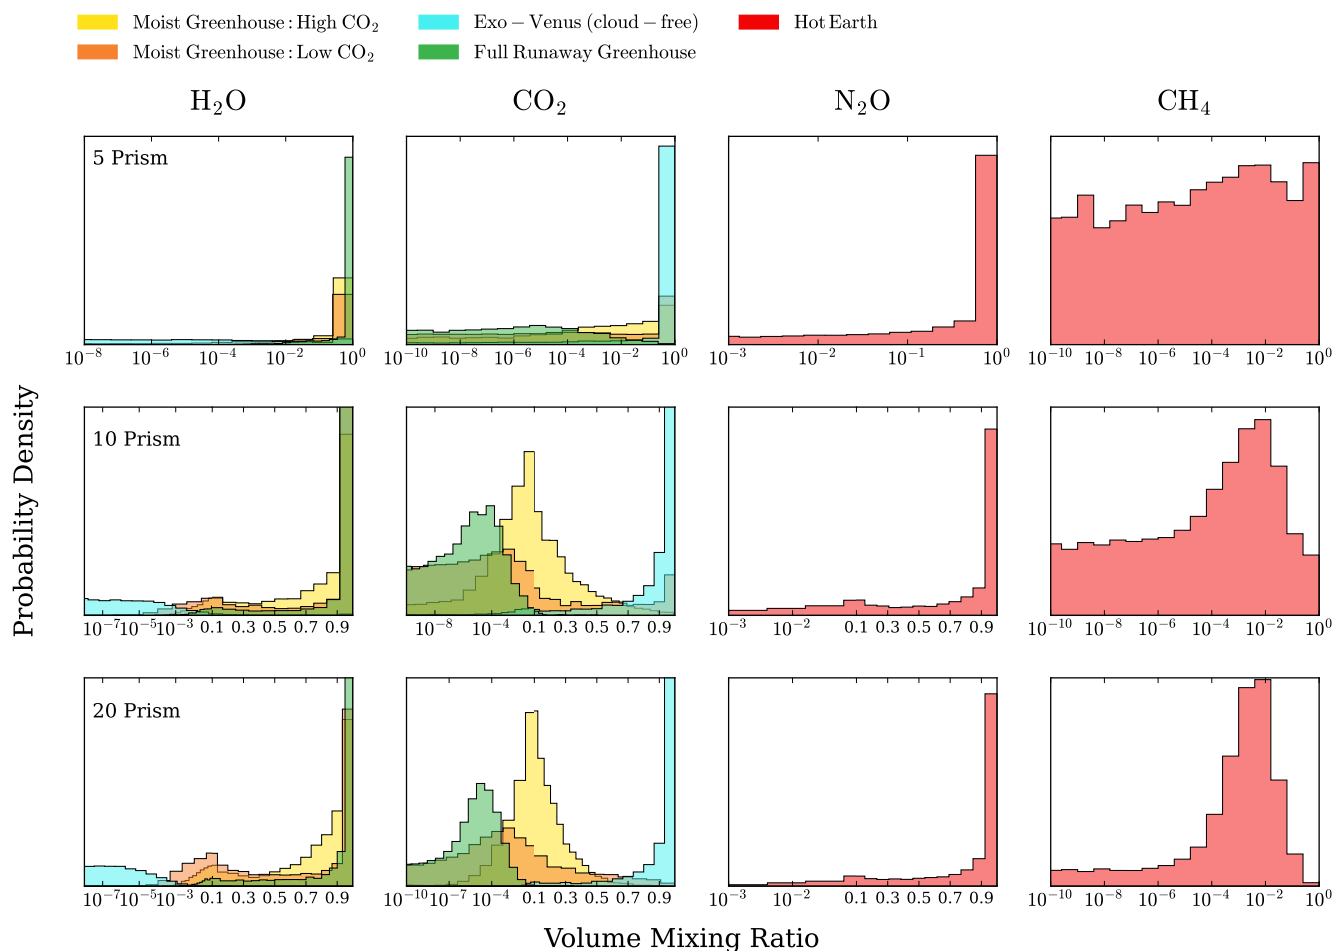 Moist Greenhouse : High CO₂
Exo − Venus (cloud − free)
Hot Earth
Moist Greenhouse : Low CO₂
Full Runaway Greenhouse
H₂O
CO₂
N₂O
CH₄
5 Prism
10⁻⁸ 10⁻⁶ 10⁻⁴ 10⁻² 10⁰
10⁻¹⁰ 10⁻⁸ 10⁻⁶ 10⁻⁴ 10⁻² 10⁰
10⁻³ 10⁻² 10⁻¹ 10⁰
10⁻¹⁰ 10⁻⁸ 10⁻⁶ 10⁻⁴ 10⁻² 10⁰
Probability Density
10 Prism
10⁻⁷ 10⁻⁵ 10⁻³ 0.1 0.3 0.5 0.7 0.9
10⁻⁸ 10⁻⁴ 0.1 0.3 0.5 0.7 0.9
10⁻³ 10⁻² 0.1 0.3 0.5 0.7 0.9
10⁻¹⁰ 10⁻⁸ 10⁻⁶ 10⁻⁴ 10⁻² 10⁰
20 Prism
10⁻⁷ 10⁻⁵ 10⁻³ 0.1 0.3 0.5 0.7 0.9
10⁻¹⁰ 10⁻⁷ 10⁻⁴ 0.1 0.3 0.5 0.7 0.9
10⁻³ 10⁻² 0.1 0.3 0.5 0.7 0.9
10⁻¹⁰ 10⁻⁸ 10⁻⁶ 10⁻⁴ 10⁻² 10⁰
Volume Mixing Ratio